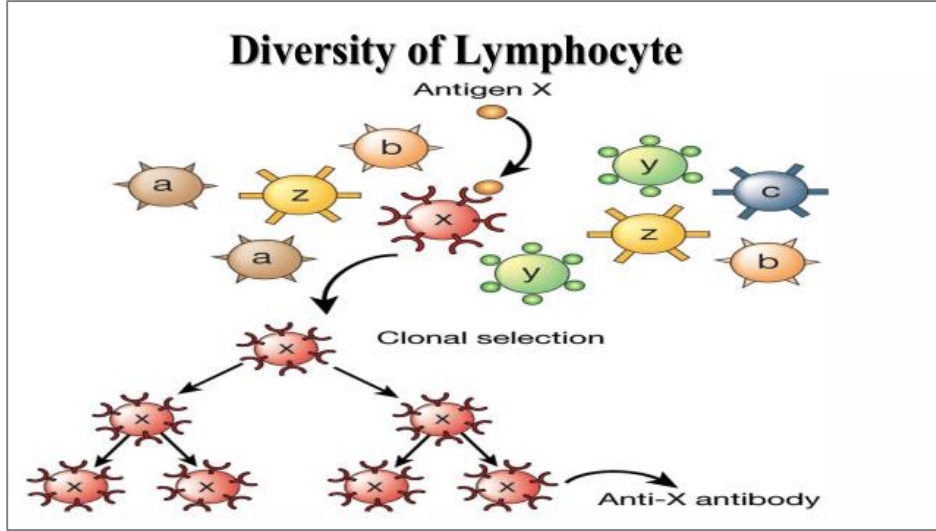 Diversity of Lymphocyte
Antigen X
b
a
z
x
y
c
a
y
z
b
x
Clonal selection
x
x
x
x
x
x
Anti-X antibody